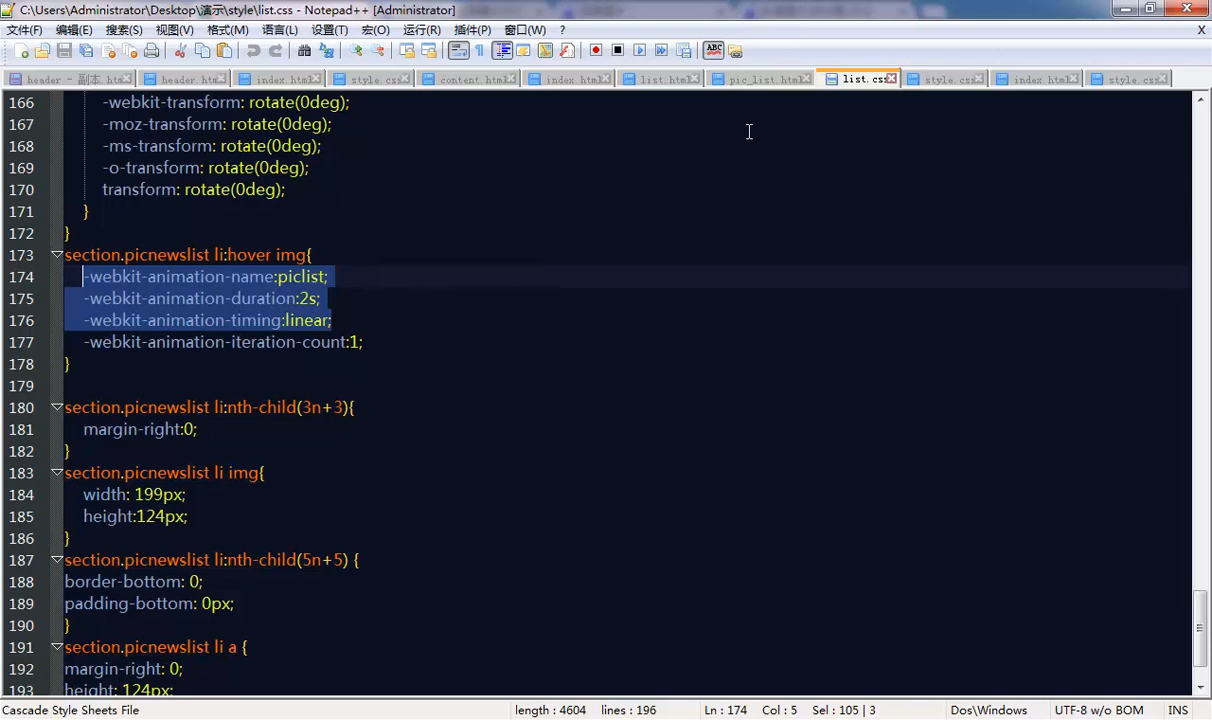 C:\Users\Administrator\Desktop\演示\style\list.css - Notepad++ [Administrator]
文件(F) 编辑(E) 搜索(S) 视图(V) 格式(M) 语言(L) 设置(T) 宏(O) 运行(R) 插件(P) 窗口(W) ? X
header - 副本.html header.html index.html style.css content.html index.html list.html pic_list.html list.css style.css index.html style.css
166 -webkit-transform: rotate(0deg);
167 -moz-transform: rotate(0deg);
168 -ms-transform: rotate(0deg);
169 -o-transform: rotate(0deg);
170 transform: rotate(0deg);
171 }
172 }
173 section.picnewslist li:hover img{
174 -webkit-animation-name:piclist;
175 -webkit-animation-duration:2s;
176 -webkit-animation-timing:linear;
177 -webkit-animation-iteration-count:1;
178 }
179
180 section.picnewslist li:nth-child(3n+3){
181 margin-right:0;
182 }
183 section.picnewslist li img{
184 width: 199px;
185 height:124px;
186 }
187 section.picnewslist li:nth-child(5n+5) {
188 border-bottom: 0;
189 padding-bottom: 0px;
190 }
191 section.picnewslist li a {
192 margin-right: 0;
193 height: 124px;
Cascade Style Sheets File length : 4604 lines : 196 Ln : 174 Col : 5 Sel : 105 | 3 Dos\Windows UTF-8 w/o BOM INS